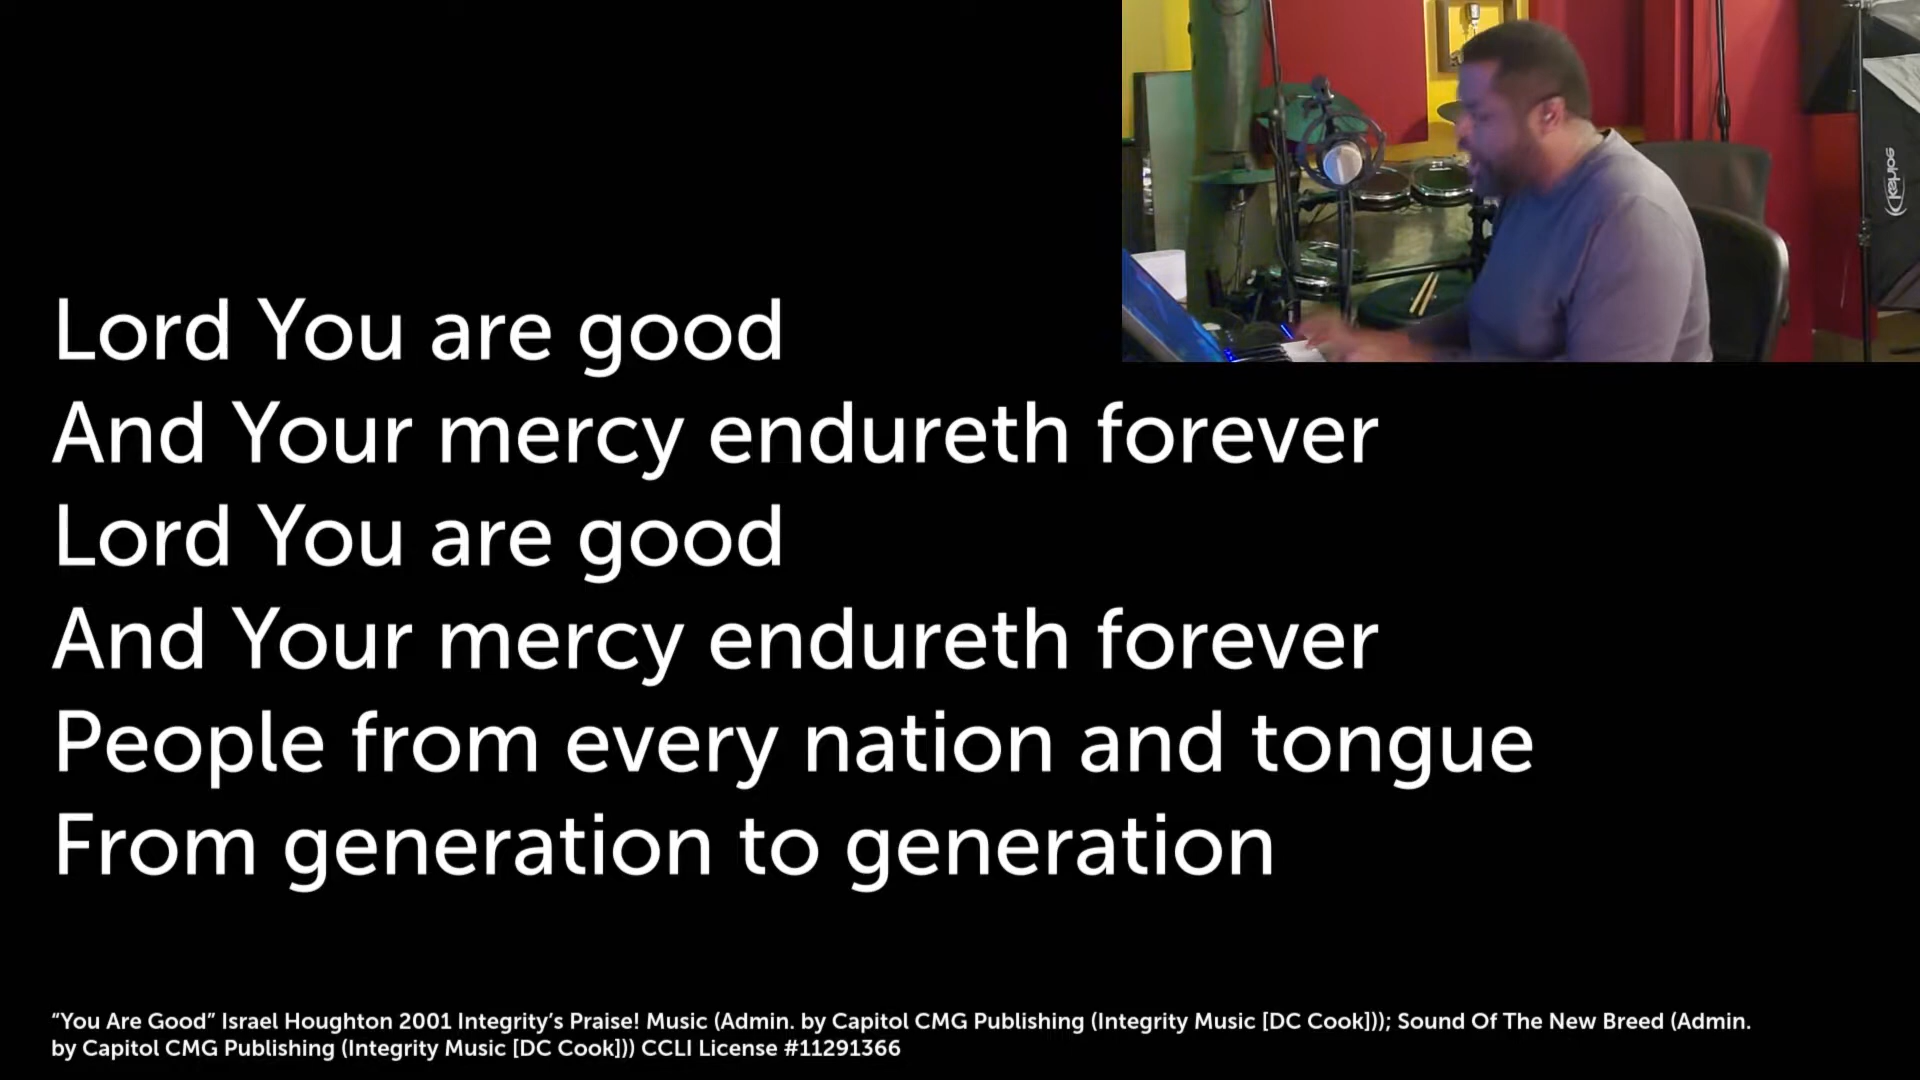 Lord You are good
And Your mercy endureth forever
Lord You are good
And Your mercy endureth forever
People from every nation and tongue
From generation to generation
“You Are Good” Israel Houghton 2001 Integrity’s Praise! Music (Admin. by Capitol CMG Publishing (Integrity Music [DC Cook])); Sound Of The New Breed (Admin.
by Capitol CMG Publishing (Integrity Music [DC Cook])) CCLI License #11291366